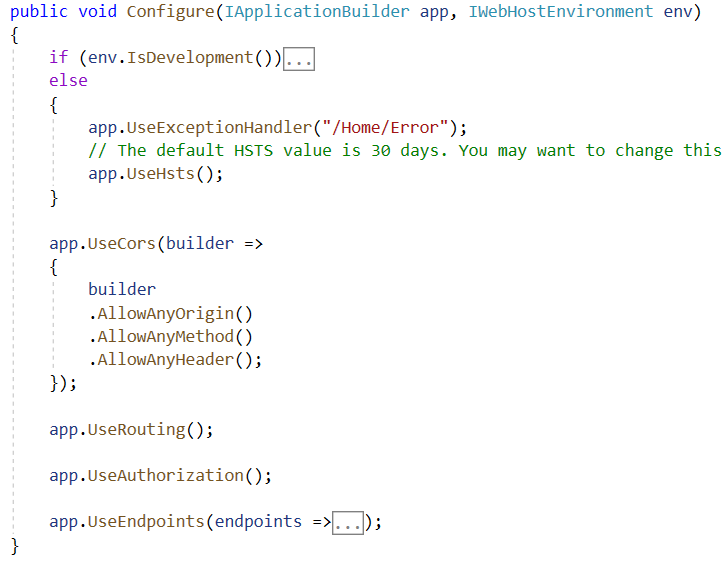 public void Configure(IApplicationBuilder app, IWebHostEnvironment env)
{
if (env.IsDevelopment())...
else
{
app.UseExceptionHandler("/Home/Error");
// The default HSTS value is 30 days. You may want to change this
app.UseHsts();
}
app.UseCors(builder =>
{
builder
.AllowAnyOrigin()
.AllowAnyMethod()
.AllowAnyHeader();
});
app.UseRouting();
app.UseAuthorization();
app.UseEndpoints(endpoints =>...);
}